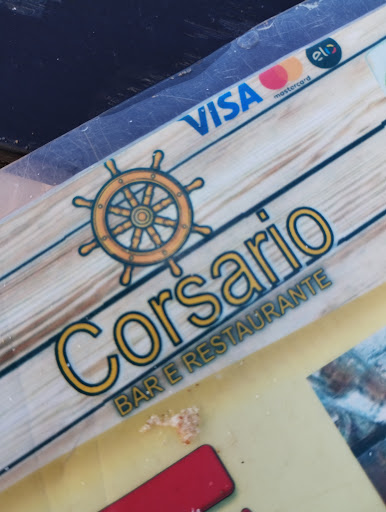 VISA mastercard elo
Corsario
BAR E RESTAURANTE